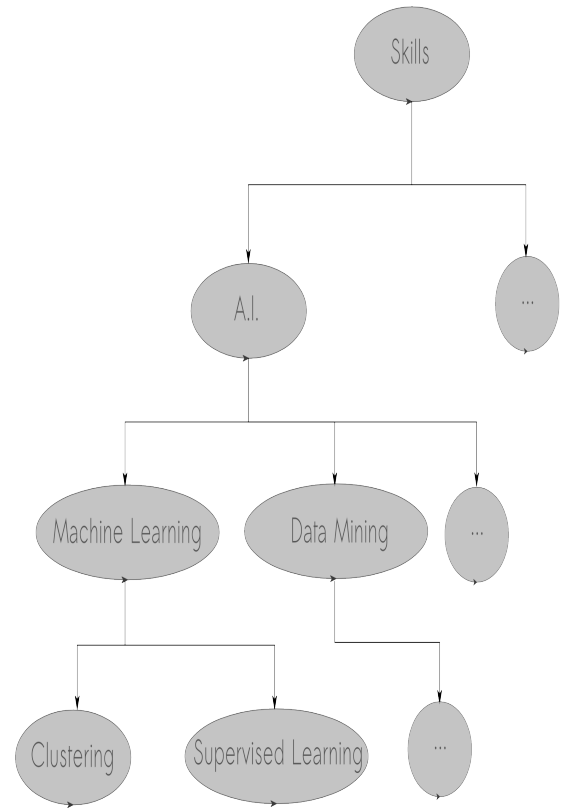 Skills
A.I.
...
Machine Learning
Data Mining
...
Clustering
Supervised Learning
...